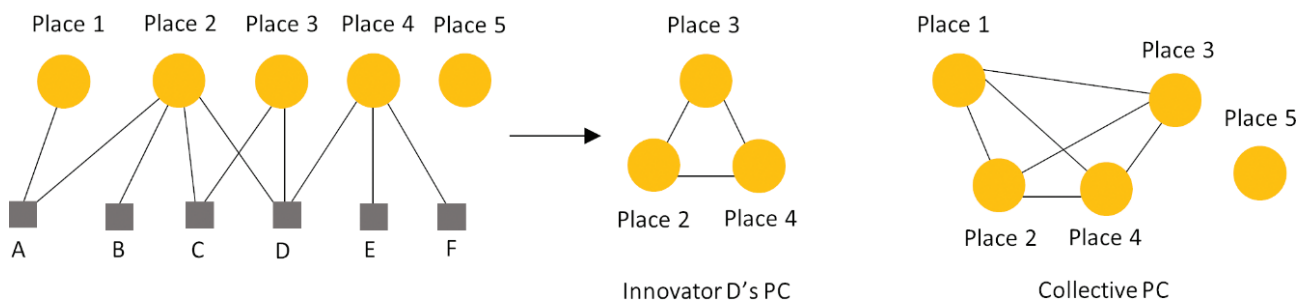 Place 1 Place 2 Place 3 Place 4 Place 5
A B C D E F
Place 3
Place 2 Place 4
Innovator D's PC
Place 1
Place 3
Place 5
Place 2 Place 4
Collective PC